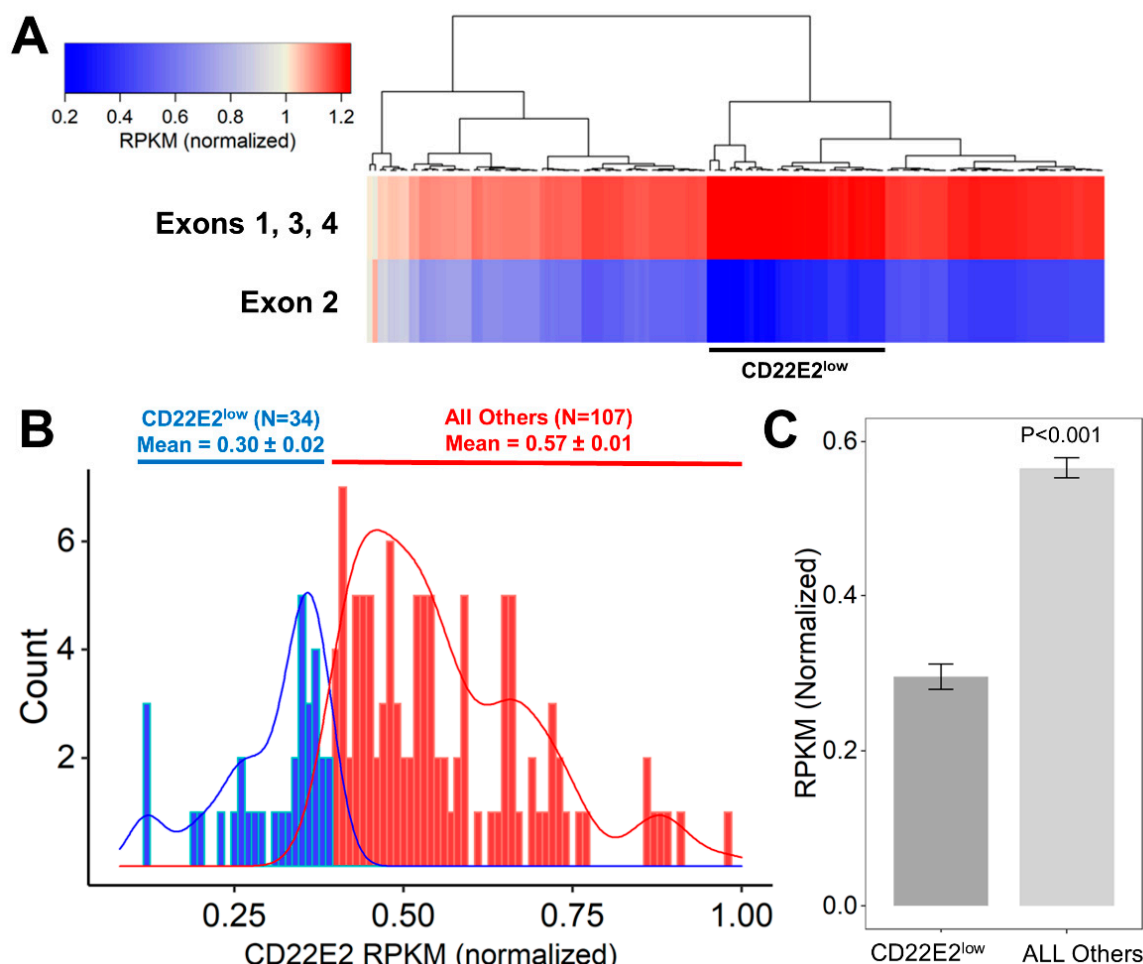 A
0.2 0.4 0.6 0.8 1 1.2
RPKM (normalized)
Exons 1, 3, 4
Exon 2
CD22E2low
B
CD22E2low (N=34)
Mean = 0.30 ± 0.02
All Others (N=107)
Mean = 0.57 ± 0.01
Count
6
4
2
0.25 0.50 0.75 1.00
CD22E2 RPKM (normalized)
C
P<0.001
RPKM (Normalized)
0.6
0.4
0.2
0.0
CD22E2low ALL Others